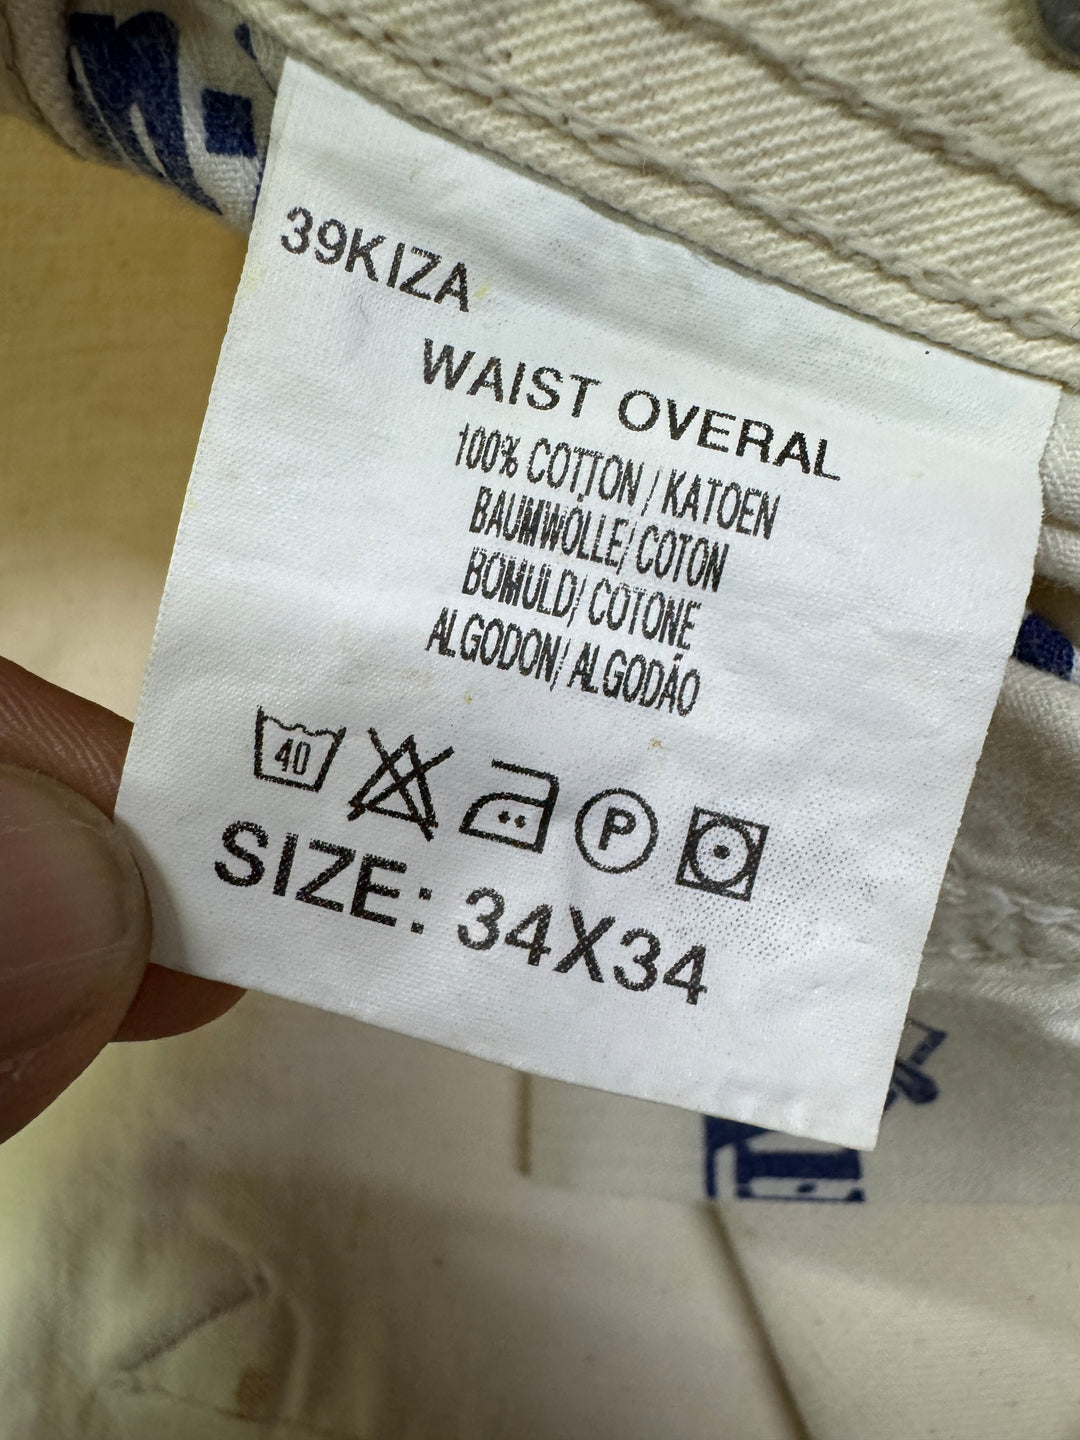 39KIZA
WAIST OVERAL
100% COTTON / KATOEN
BAUMWOLLE/ COTON
BOMULD/ COTONE
ALGODON/ ALGODÃO
40
P
SIZE: 34X34